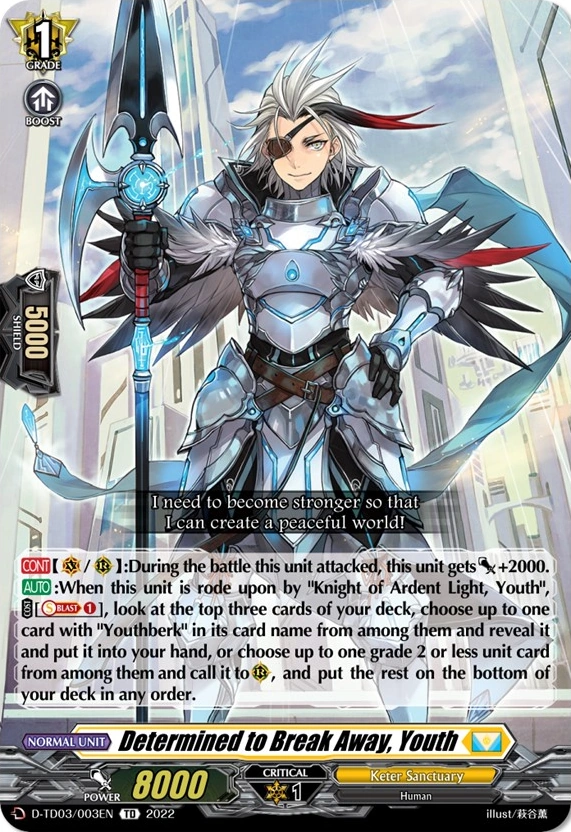 1
GRADE
BOOST
5000
SHIELD
I need to become stronger so that
I can create a peaceful world!
CONT【 / 】:During the battle this unit attacked, this unit gets +2000.
AUTO:When this unit is rode upon by "Knight of Ardent Light, Youth",
COST[SBLAST 1], look at the top three cards of your deck, choose up to one
card with "Youthberk" in its card name from among them and reveal it
and put it into your hand, or choose up to one grade 2 or less unit card
from among them and call it to , and put the rest on the bottom of
your deck in any order.
NORMAL UNIT Determined to Break Away, Youth
POWER 8000 CRITICAL 1 Keter Sanctuary
Human
D-TD03/003EN TD 2022 illust/萩谷薫